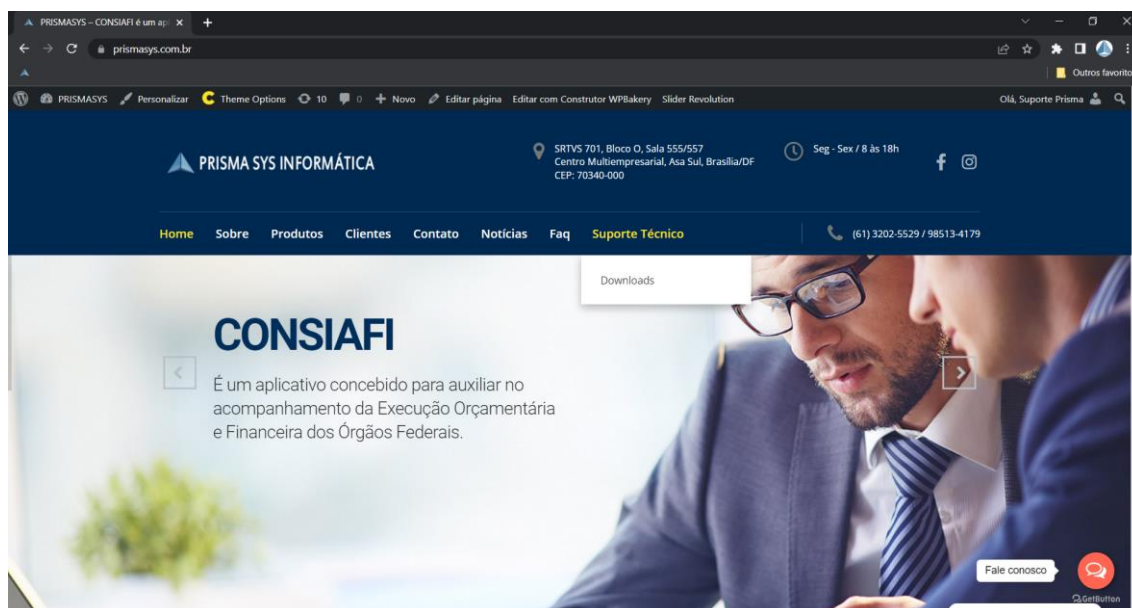 PRISMASYS – CONSIAFI é um ap
prismasys.com.br
Outros favorito
PRISMASYS Personalizar Theme Options 10 0 + Novo Editar página Editar com Construtor WPBakery Slider Revolution Olá, Suporte Prisma
PRISMA SYS INFORMÁTICA
SRTVS 701, Bloco O, Sala 555/557
Centro Multiempresarial, Asa Sul, Brasília/DF
CEP: 70340-000
Seg - Sex / 8 às 18h
Home Sobre Produtos Clientes Contato Notícias Faq Suporte Técnico (61) 3202-5529 / 98513-4179
Downloads
CONSIAFI
É um aplicativo concebido para auxiliar no
acompanhamento da Execução Orçamentária
e Financeira dos Órgãos Federais.
Fale conosco
GetButton